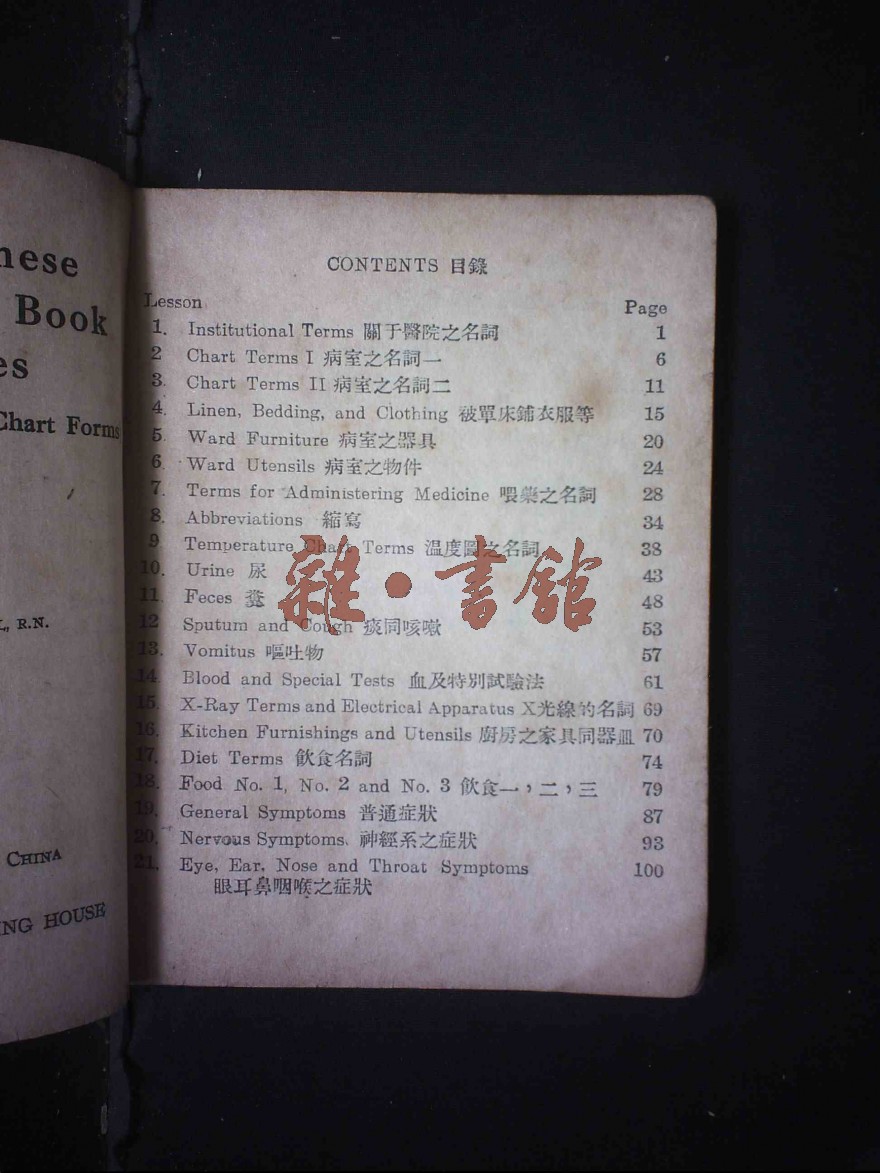 nese
Book
es
Chart Forms
R.N.
CHINA
NG HOUSE
CONTENTS 目錄
Lesson Page
1. Institutional Terms 關于醫院之名詞 1
2 Chart Terms I 病室之名詞一 6
3. Chart Terms II 病室之名詞二 11
4. Linen, Bedding, and Clothing 被單床鋪衣服等 15
5. Ward Furniture 病室之器具 20
6. Ward Utensils 病室之物件 24
7. Terms for Administering Medicine 喂藥之名詞 28
8. Abbreviations 縮寫 34
9 Temperature Chart Terms 溫度圖之名詞 38
10. Urine 尿 43
11. Feces 糞 48
12 Sputum and Cough 痰同咳嗽 53
13. Vomitus 嘔吐物 57
14. Blood and Special Tests 血及特別試驗法 61
15. X-Ray Terms and Electrical Apparatus X光線的名詞 69
16. Kitchen Furnishings and Utensils 廚房之家具同器皿 70
17. Diet Terms 飲食名詞 74
18. Food No. 1, No. 2 and No. 3 飲食一，二，三 79
19. General Symptoms 普通症狀 87
20. Nervous Symptoms. 神經系之症狀 93
21. Eye, Ear, Nose and Throat Symptoms 100
眼耳鼻咽喉之症狀
雜·書館